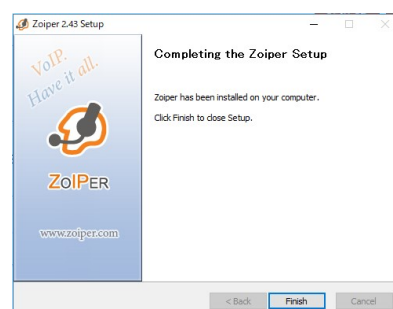 Zoiper 2.43 Setup
VoIP.
Have it all.
ZOIPER
www.zoiper.com
Completing the Zoiper Setup
Zoiper has been installed on your computer.
Click Finish to close Setup.
< Back
Finish
Cancel